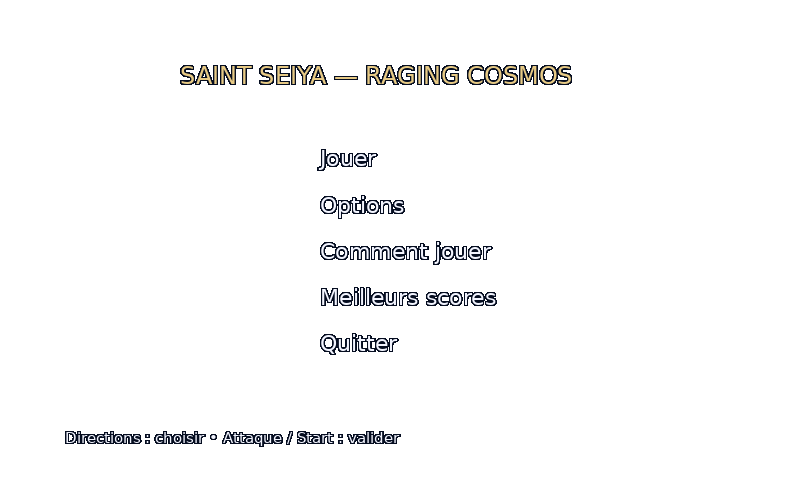 SAINT SEIYA — RAGING COSMOS
Jouer
Options
Comment jouer
Meilleurs scores
Quitter
Directions : choisir • Attaque / Start : valider